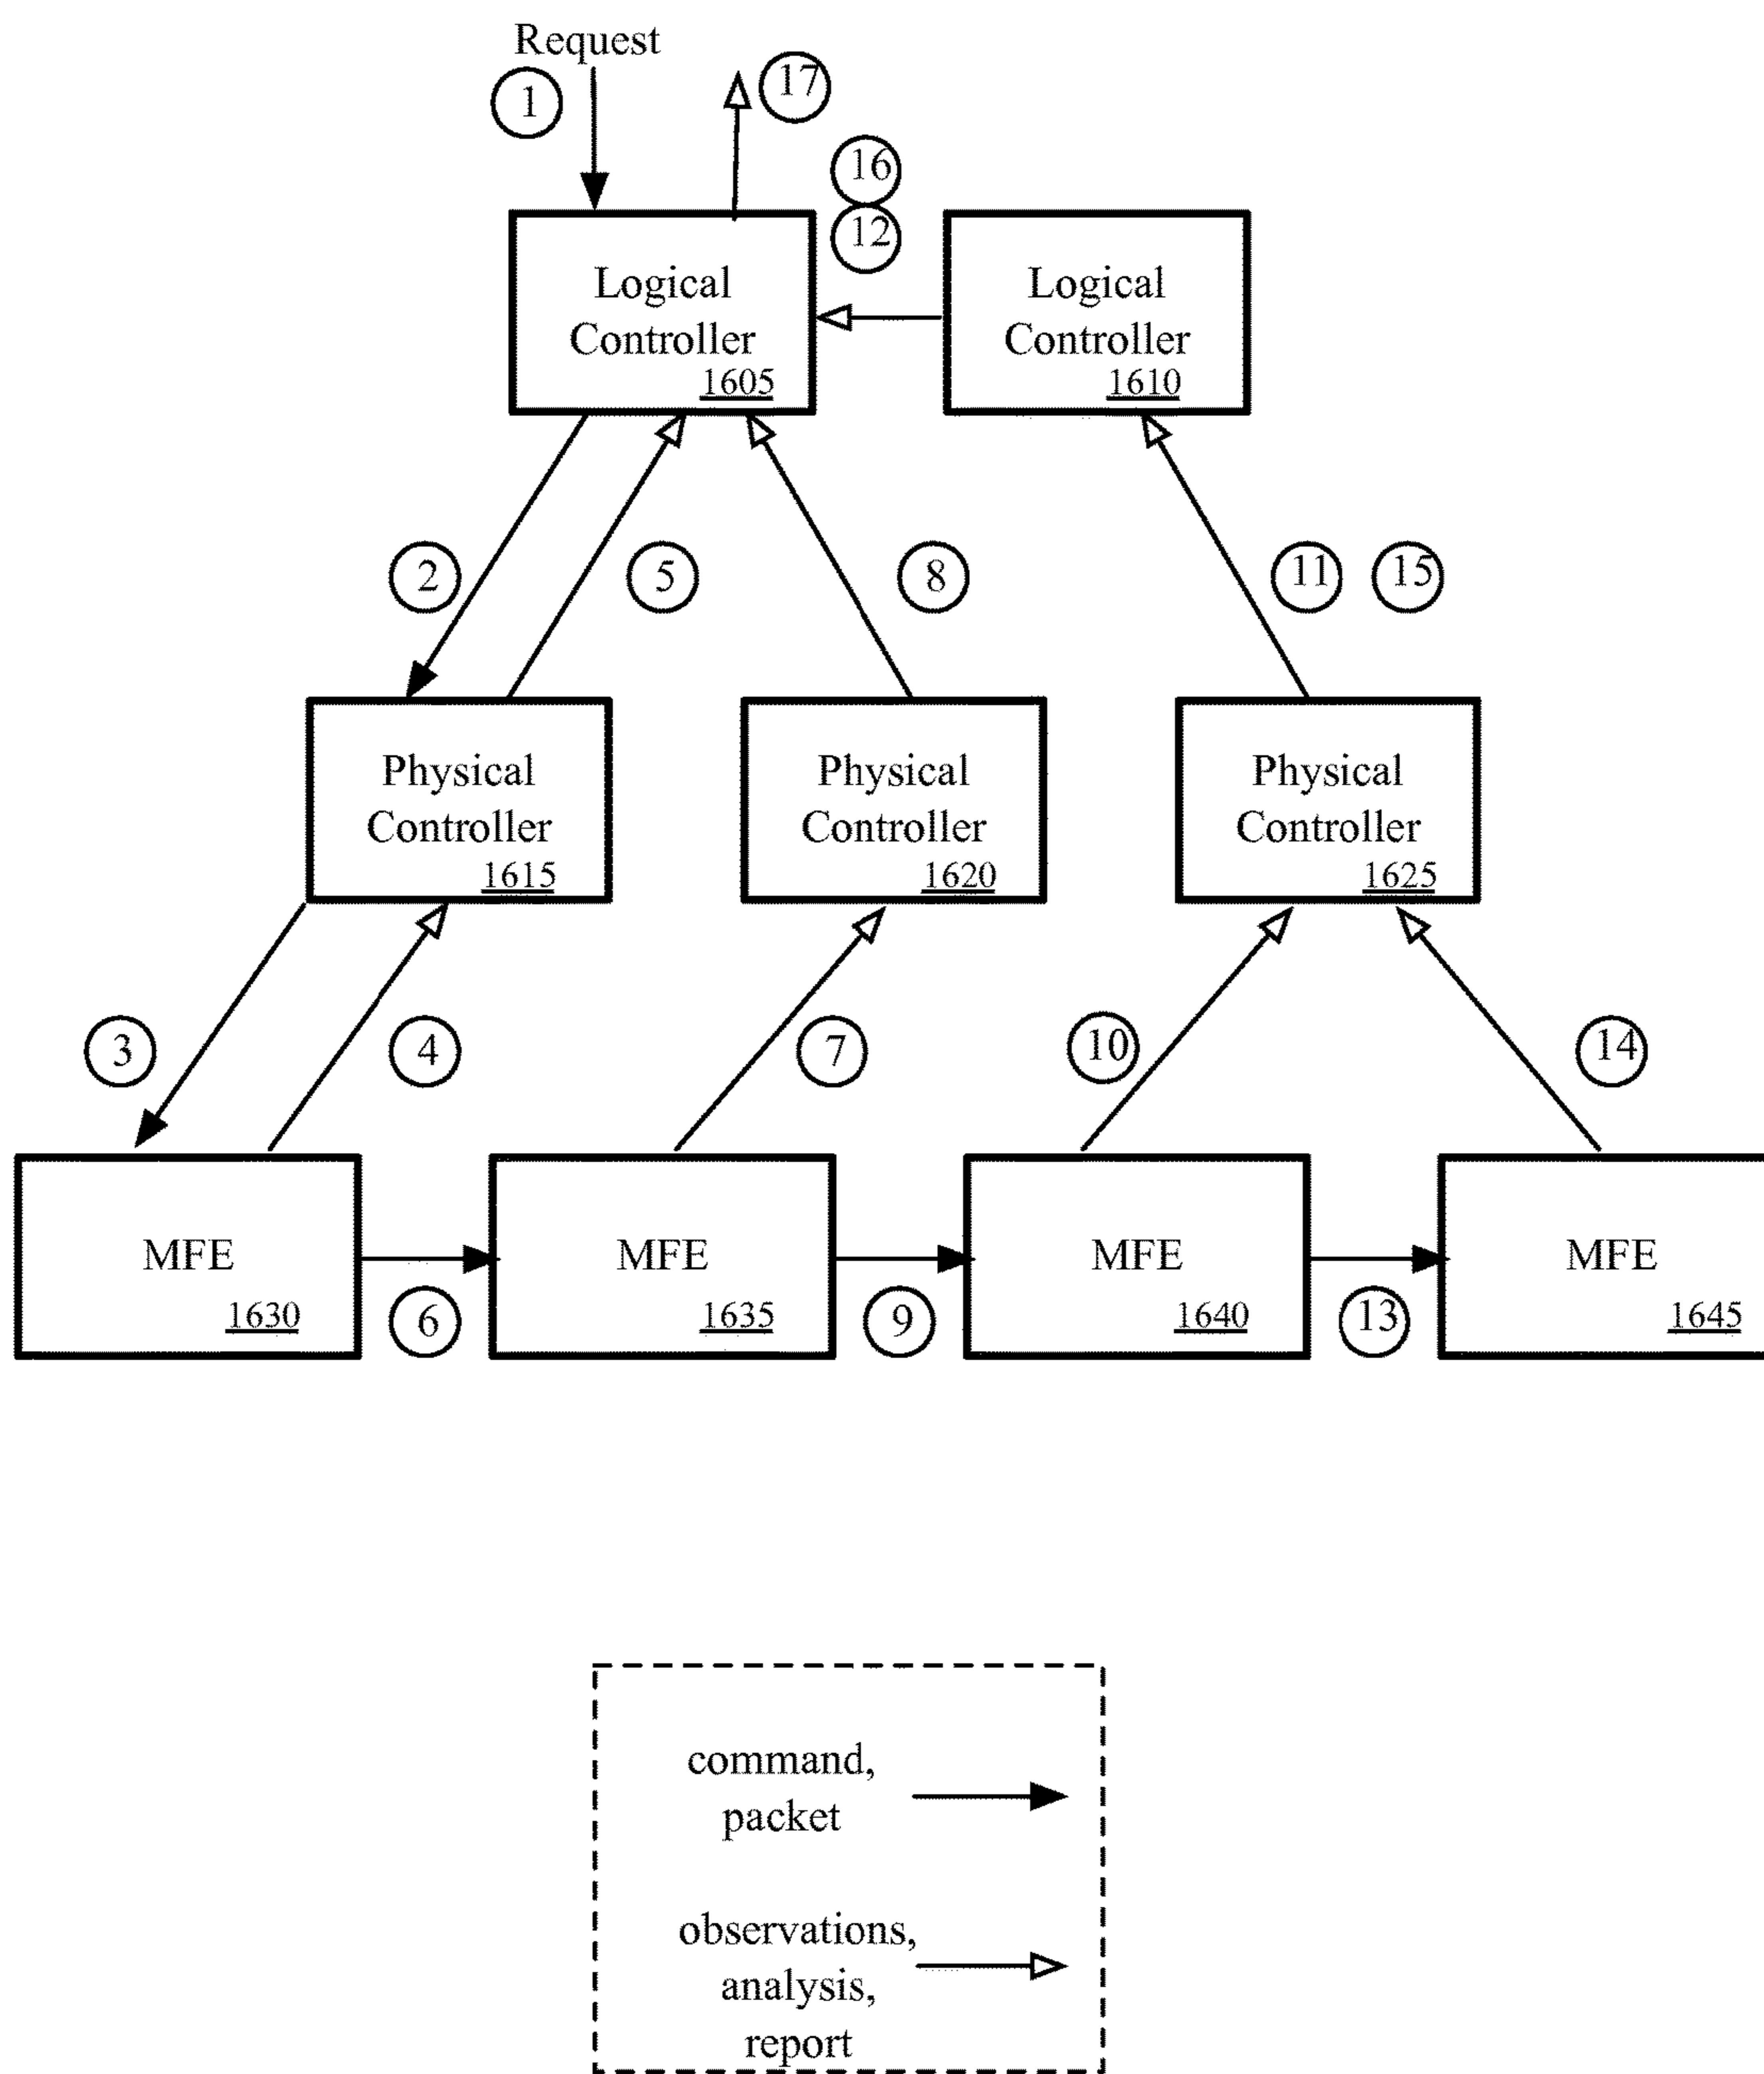 Request
1
17
16
12
Logical
Controller
1605
Logical
Controller
1610
2
5
8
11
15
Physical
Controller
1615
Physical
Controller
1620
Physical
Controller
1625
3
4
7
10
14
MFE
1630
MFE
1635
MFE
1640
MFE
1645
6
9
13
command,
packet
observations,
analysis,
report